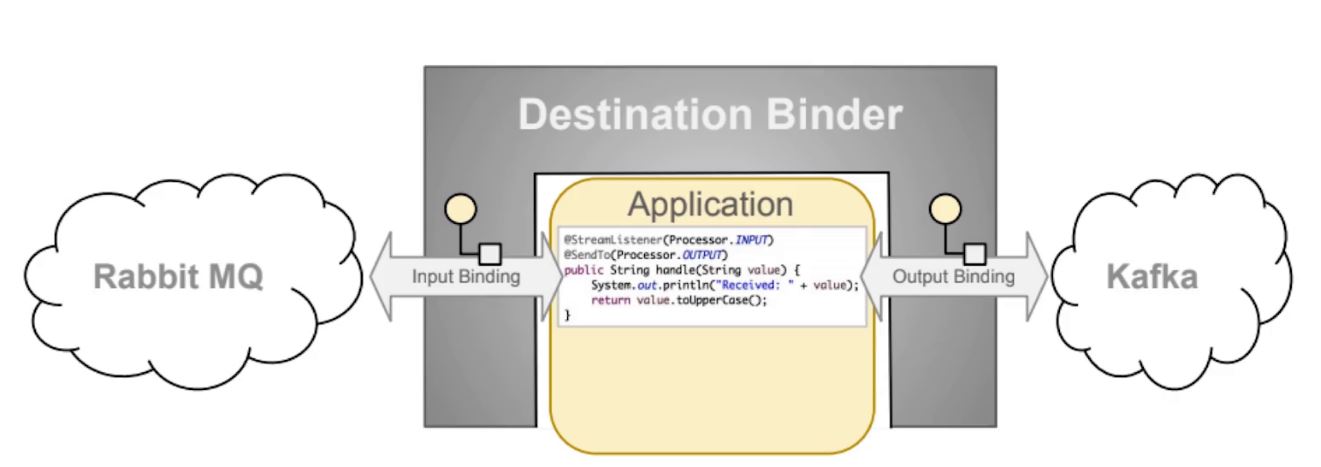 Destination Binder
Rabbit MQ
Input Binding
Application
@StreamListener(Processor.INPUT)
@SendTo(Processor.OUTPUT)
public String handle(String value) {
    System.out.println("Received: " + value);
    return value.toUpperCase();
}
Output Binding
Kafka